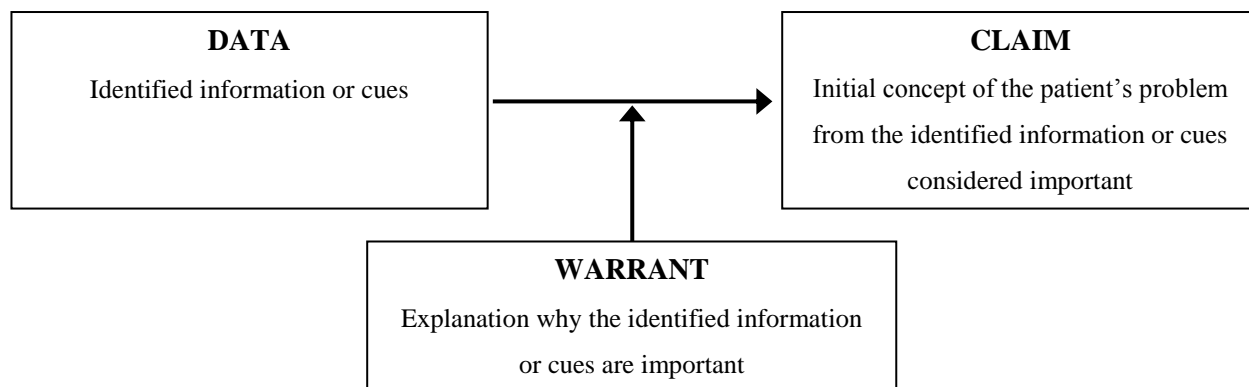 DATA
Identified information or cues
CLAIM
Initial concept of the patient’s problem
from the identified information or cues
considered important
WARRANT
Explanation why the identified information
or cues are important